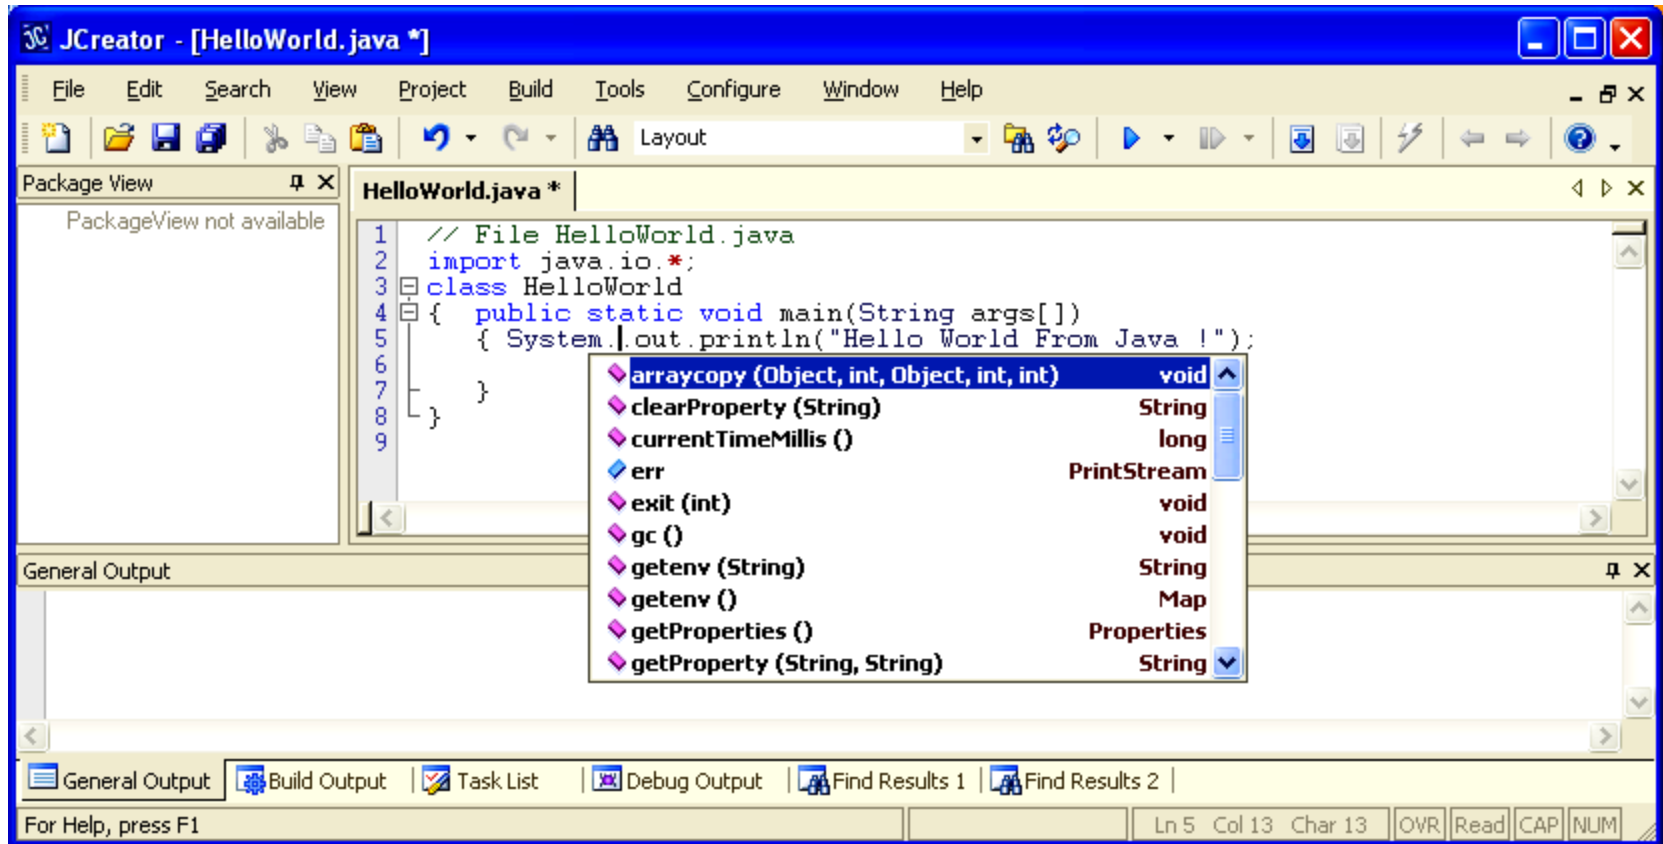 JCreator - [HelloWorld.java *]
File Edit Search View Project Build Tools Configure Window Help
Layout
Package View
PackageView not available
HelloWorld.java *
1 // File HelloWorld.java
2 import java.io.*;
3 class HelloWorld
4 { public static void main(String args[])
5 { System..out.println("Hello World From Java !");
6
7 }
8 }
9
arraycopy (Object, int, Object, int, int) void
clearProperty (String) String
currentTimeMillis () long
err PrintStream
exit (int) void
gc () void
getenv (String) String
getenv () Map
getProperties () Properties
getProperty (String, String) String
General Output
General Output Build Output Task List Debug Output Find Results 1 Find Results 2
For Help, press F1 Ln 5 Col 13 Char 13 OVR Read CAP NUM